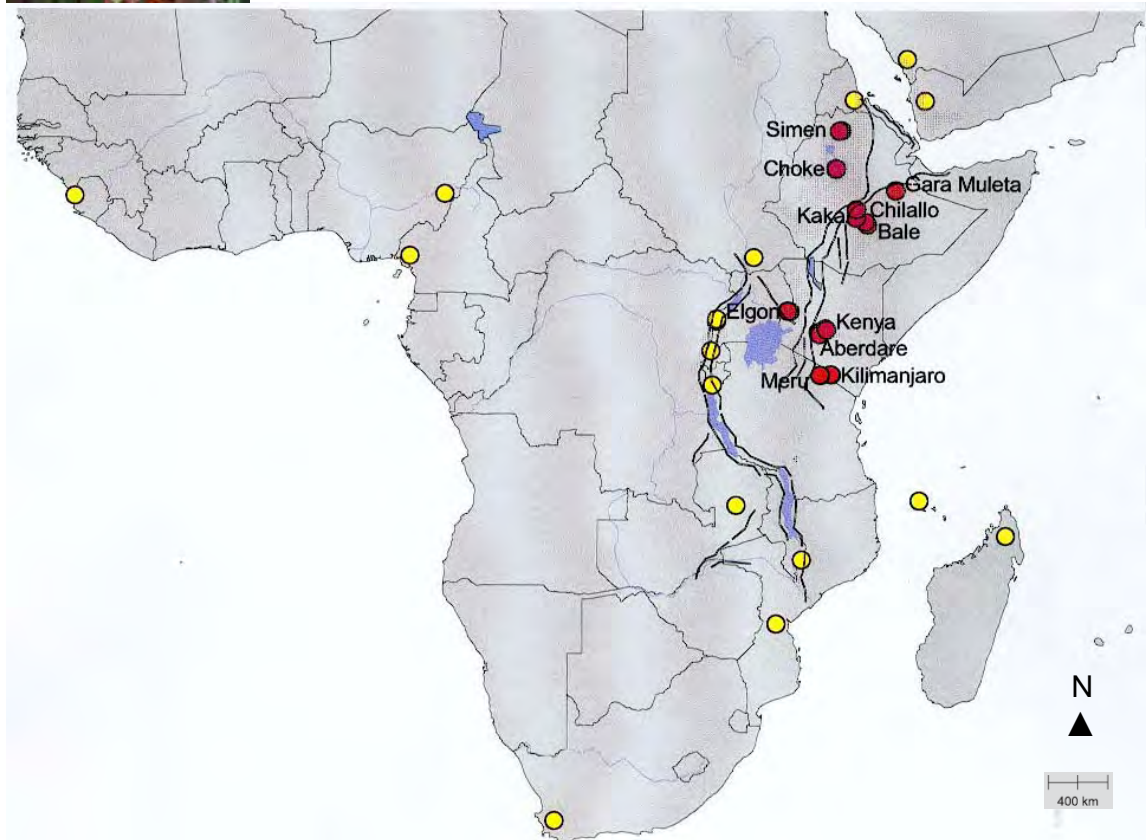 Simen
Choke
Gara Muleta
Kaka
Chilallo
Bale
Elgon
Kenya
Aberdare
Meru
Kilimanjaro
N
400 km